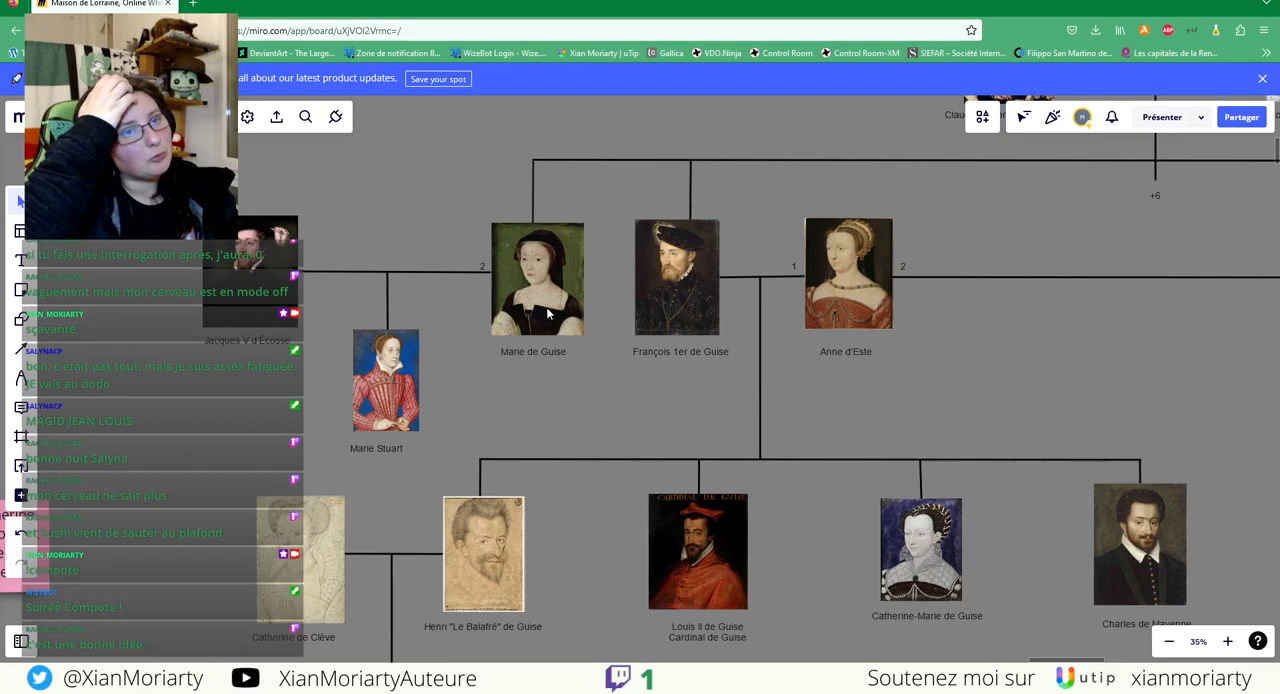 Maison de Lorraine, Online Whi
s://miro.com/app/board/uXjVOl2Vrmc=/
DeviantArt - The Large...
Zone de notification B...
WizeBot Login - Wize....
Xian Moriarty | uTip
Gallica
VDO.Ninja
Control Room
Control Room-XM
SIEFAR – Société Intern...
Filippo San Martino de...
Les capitales de la Ren...
all about our latest product updates.
Save your spot
Présenter
Partager
+6
2
1
2
si tu fais une interrogation après, j'aurai 0
vaguement mais mon cerveau est en mode off
XIAN_MORIARTY
sçavante
Jacques V d'Écosse
Marie de Guise
François 1er de Guise
Anne d'Este
SALYNACP
bon, c'était pas tout, mais je suis assez fatiguée.
JE vais au dodo
SALYNACP
MAGID JEAN LOUIS
Marie Stuart
bonne nuit Salyna
mon cerveau ne sait plus
CARDINAL DE GUISE
et Sushi vient de sauter au plafond
XIAN_MORIARTY
!compote
WIZEBOT
Soirée Compote !
c'est une bonne idée
Catherine de Clève
Henri "Le Balafré" de Guise
Louis II de Guise
Cardinal de Guise
Catherine-Marie de Guise
Charles de Mayenne
35%
@XianMoriarty
XianMoriartyAuteure
1
Soutenez moi sur
utip
xianmoriarty